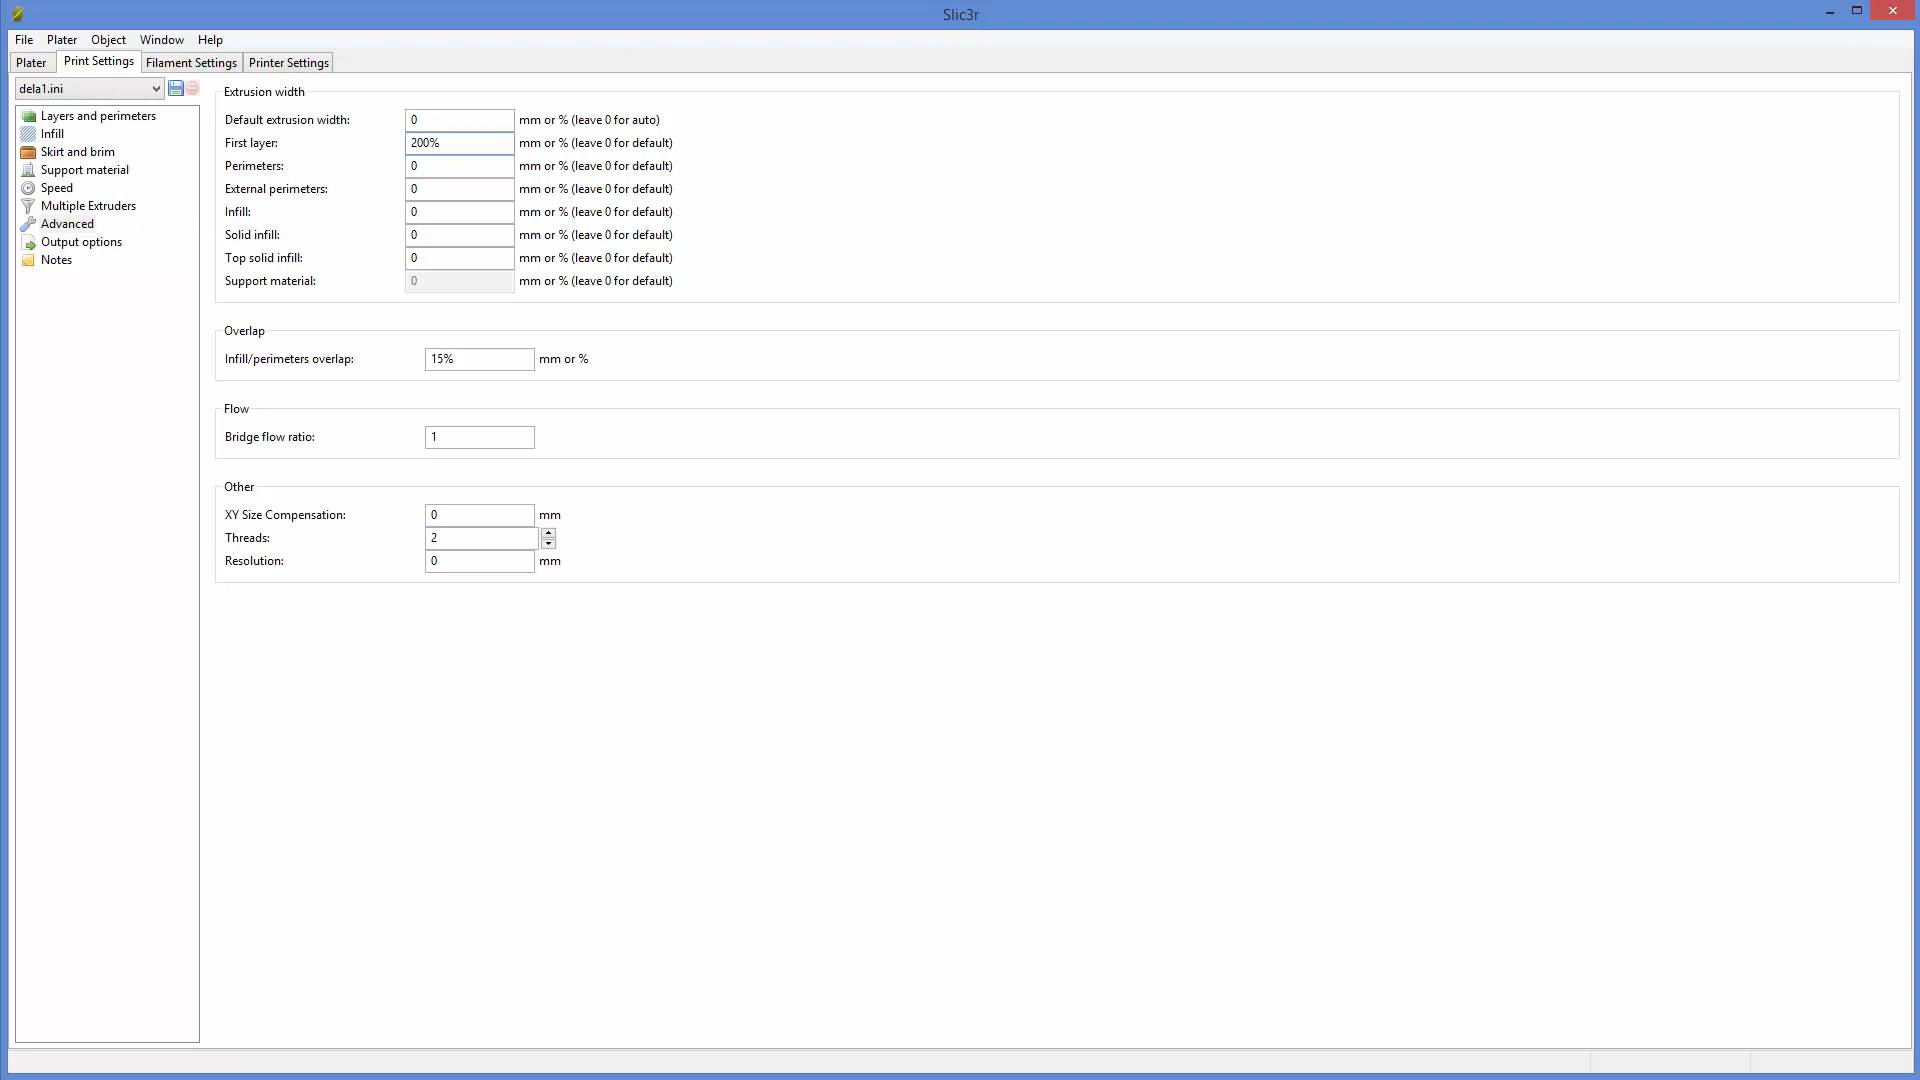 Slic3r
File Plater Object Window Help
Plater Print Settings Filament Settings Printer Settings
dela1.ini
Layers and perimeters
Infill
Skirt and brim
Support material
Speed
Multiple Extruders
Advanced
Output options
Notes
Extrusion width
Default extrusion width: 0 mm or % (leave 0 for auto)
First layer: 200% mm or % (leave 0 for default)
Perimeters: 0 mm or % (leave 0 for default)
External perimeters: 0 mm or % (leave 0 for default)
Infill: 0 mm or % (leave 0 for default)
Solid infill: 0 mm or % (leave 0 for default)
Top solid infill: 0 mm or % (leave 0 for default)
Support material: 0 mm or % (leave 0 for default)
Overlap
Infill/perimeters overlap: 15% mm or %
Flow
Bridge flow ratio: 1
Other
XY Size Compensation: 0 mm
Threads: 2
Resolution: 0 mm